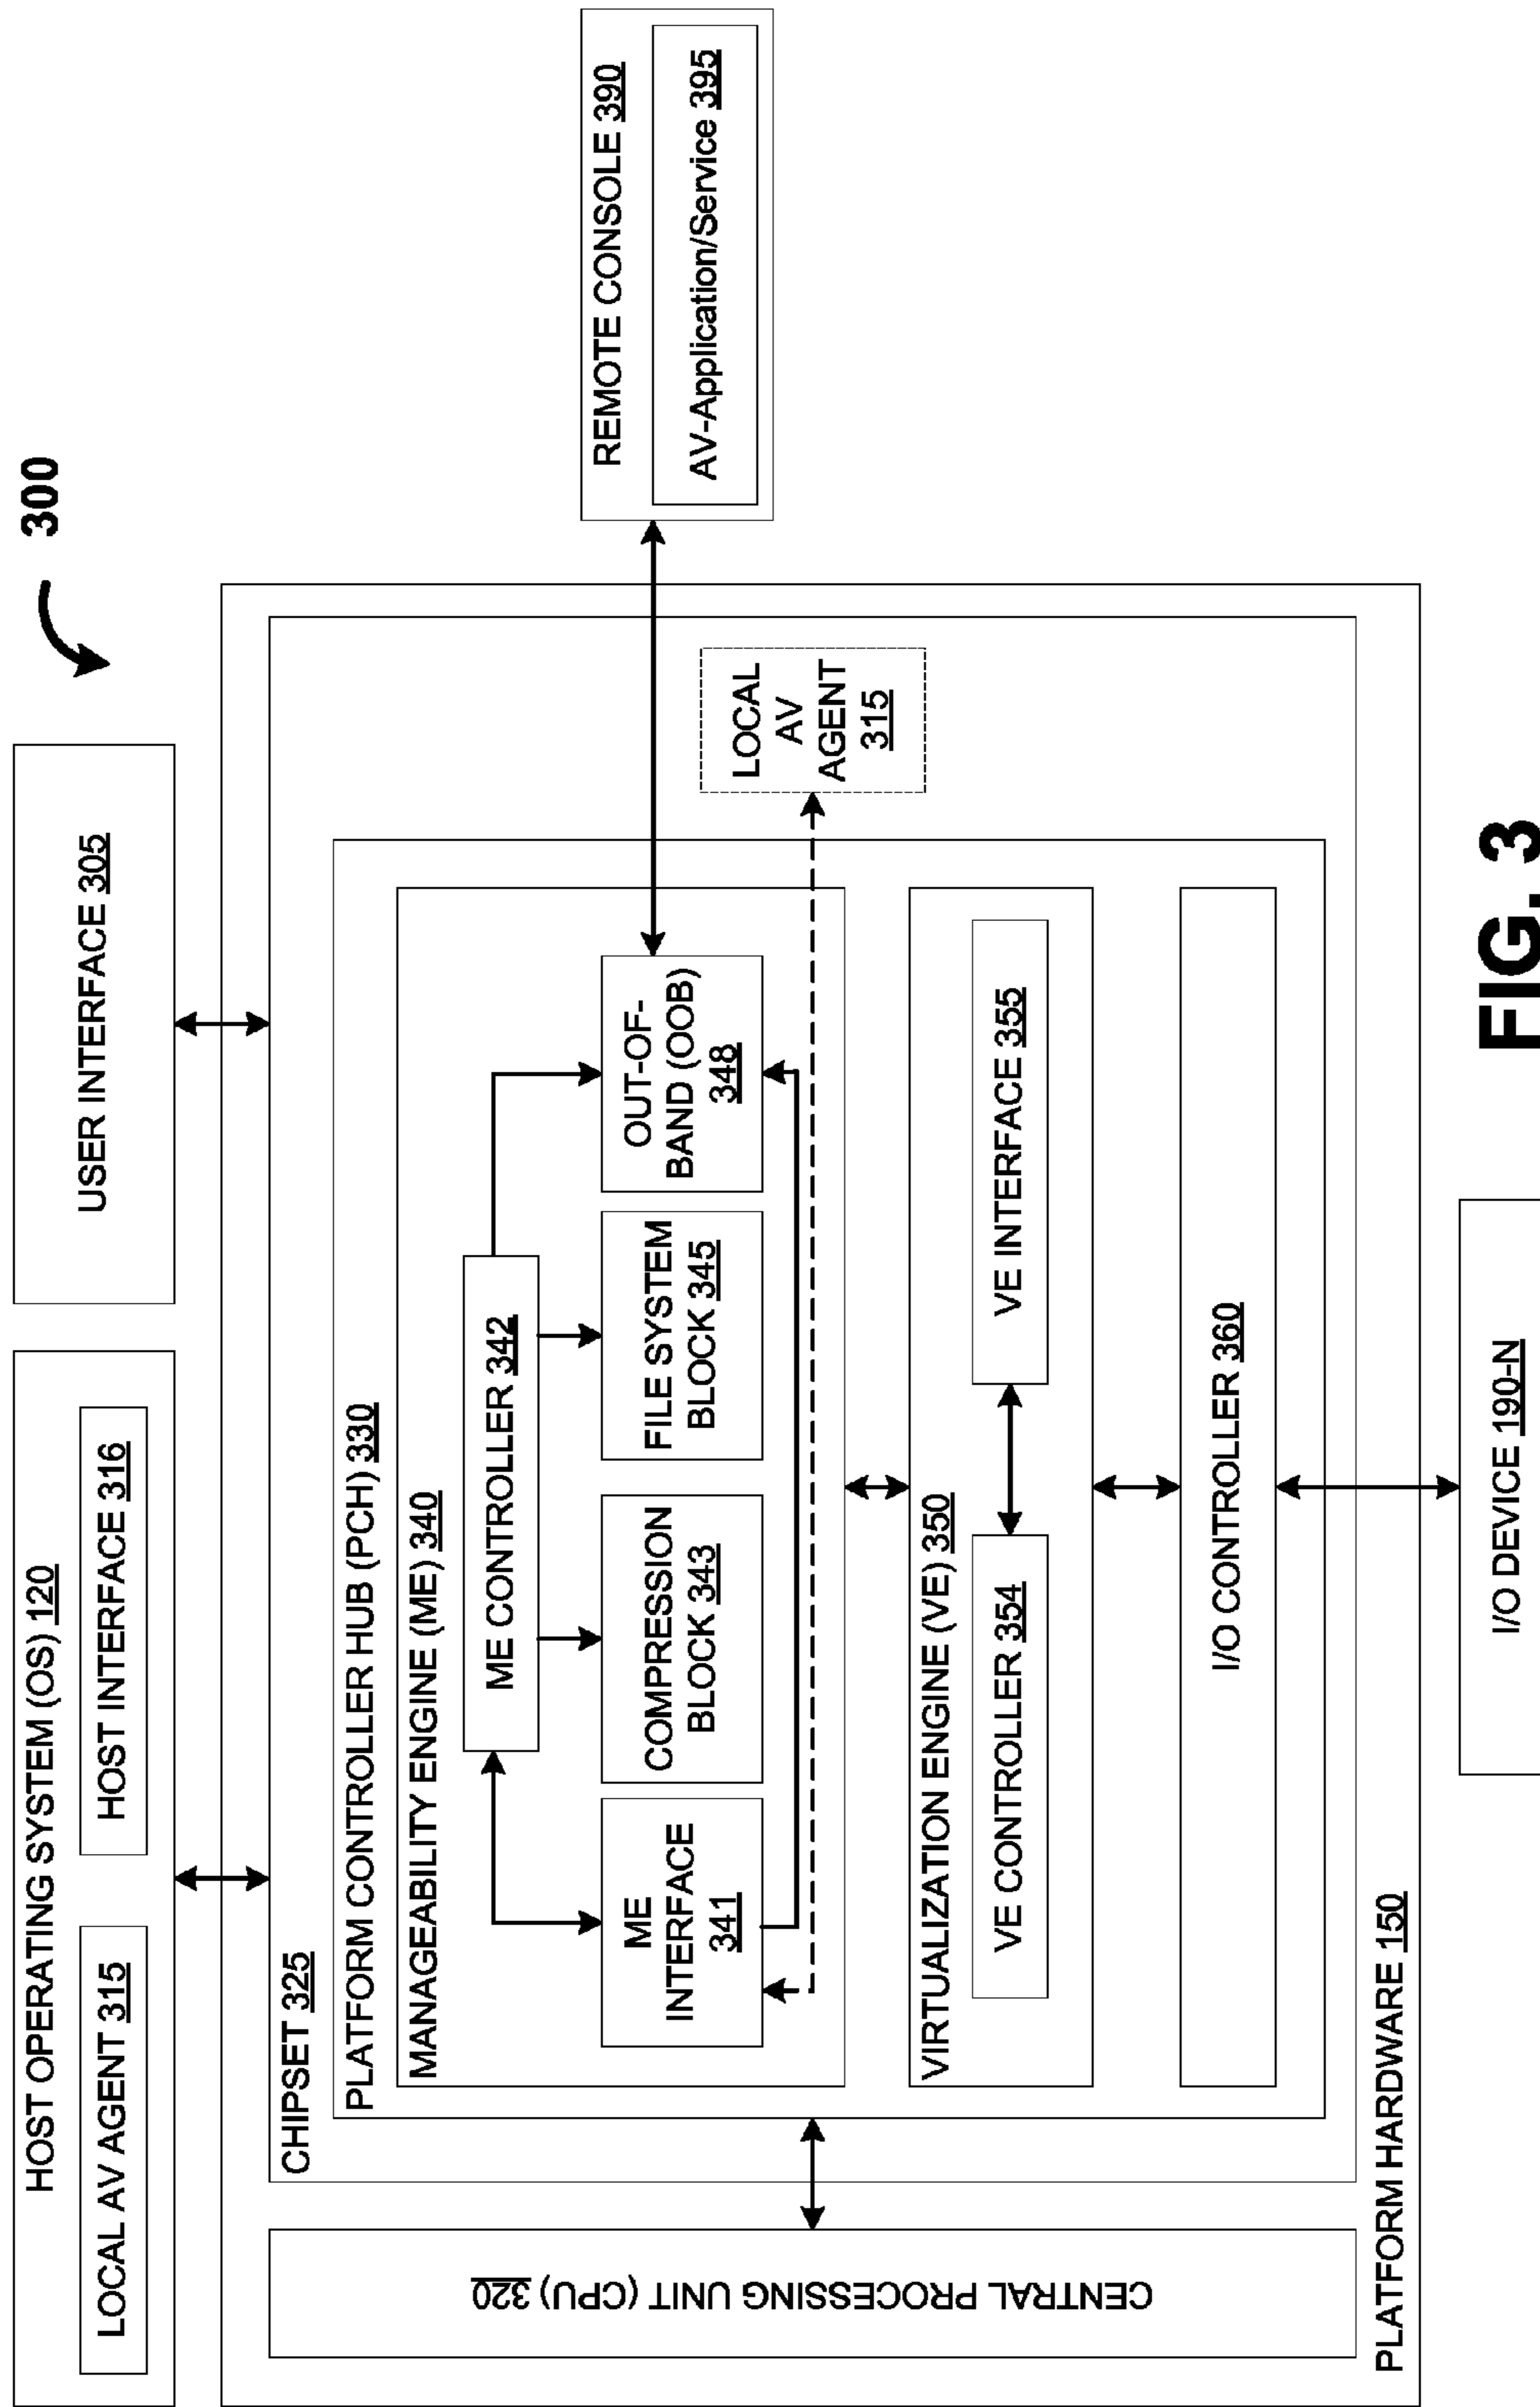 300
HOST OPERATING SYSTEM (OS) 120
LOCAL AV AGENT 315
HOST INTERFACE 316
USER INTERFACE 305
CHIPSET 325
PLATFORM CONTROLLER HUB (PCH) 330
MANAGEABILITY ENGINE (ME) 340
ME CONTROLLER 342
ME
INTERFACE
341
COMPRESSION
BLOCK 343
FILE SYSTEM
BLOCK 345
OUT-OF-
BAND (OOB)
348
LOCAL
AV
AGENT
315
REMOTE CONSOLE 390
AV-Application/Service 395
VIRTUALIZATION ENGINE (VE) 350
VE CONTROLLER 354
VE INTERFACE 355
I/O CONTROLLER 360
CENTRAL PROCESSING UNIT (CPU) 320
PLATFORM HARDWARE 150
I/O DEVICE 190-N
FIG. 3